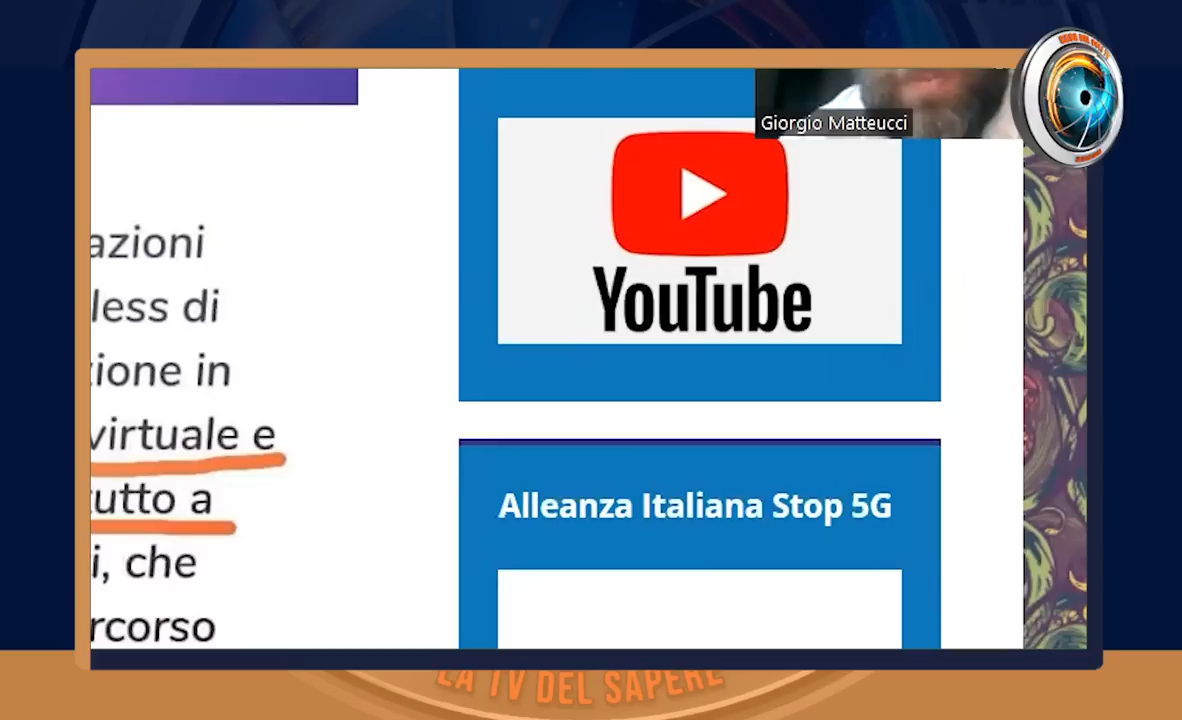 Giorgio Matteucci
azioni
less di
zione in
virtuale e
tutto a
i, che
rcorso
YouTube
Alleanza Italiana Stop 5G
LA TV DEL SAPERE